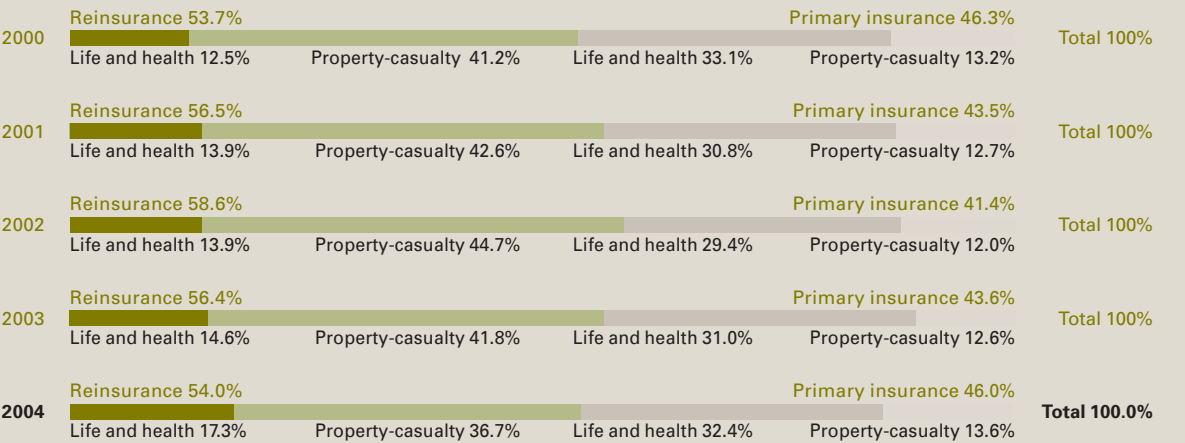 Reinsurance 53.7% Primary insurance 46.3%
2000 Total 100%
Life and health 12.5% Property-casualty 41.2% Life and health 33.1% Property-casualty 13.2%
Reinsurance 56.5% Primary insurance 43.5%
2001 Total 100%
Life and health 13.9% Property-casualty 42.6% Life and health 30.8% Property-casualty 12.7%
Reinsurance 58.6% Primary insurance 41.4%
2002 Total 100%
Life and health 13.9% Property-casualty 44.7% Life and health 29.4% Property-casualty 12.0%
Reinsurance 56.4% Primary insurance 43.6%
2003 Total 100%
Life and health 14.6% Property-casualty 41.8% Life and health 31.0% Property-casualty 12.6%
Reinsurance 54.0% Primary insurance 46.0%
2004 Total 100.0%
Life and health 17.3% Property-casualty 36.7% Life and health 32.4% Property-casualty 13.6%